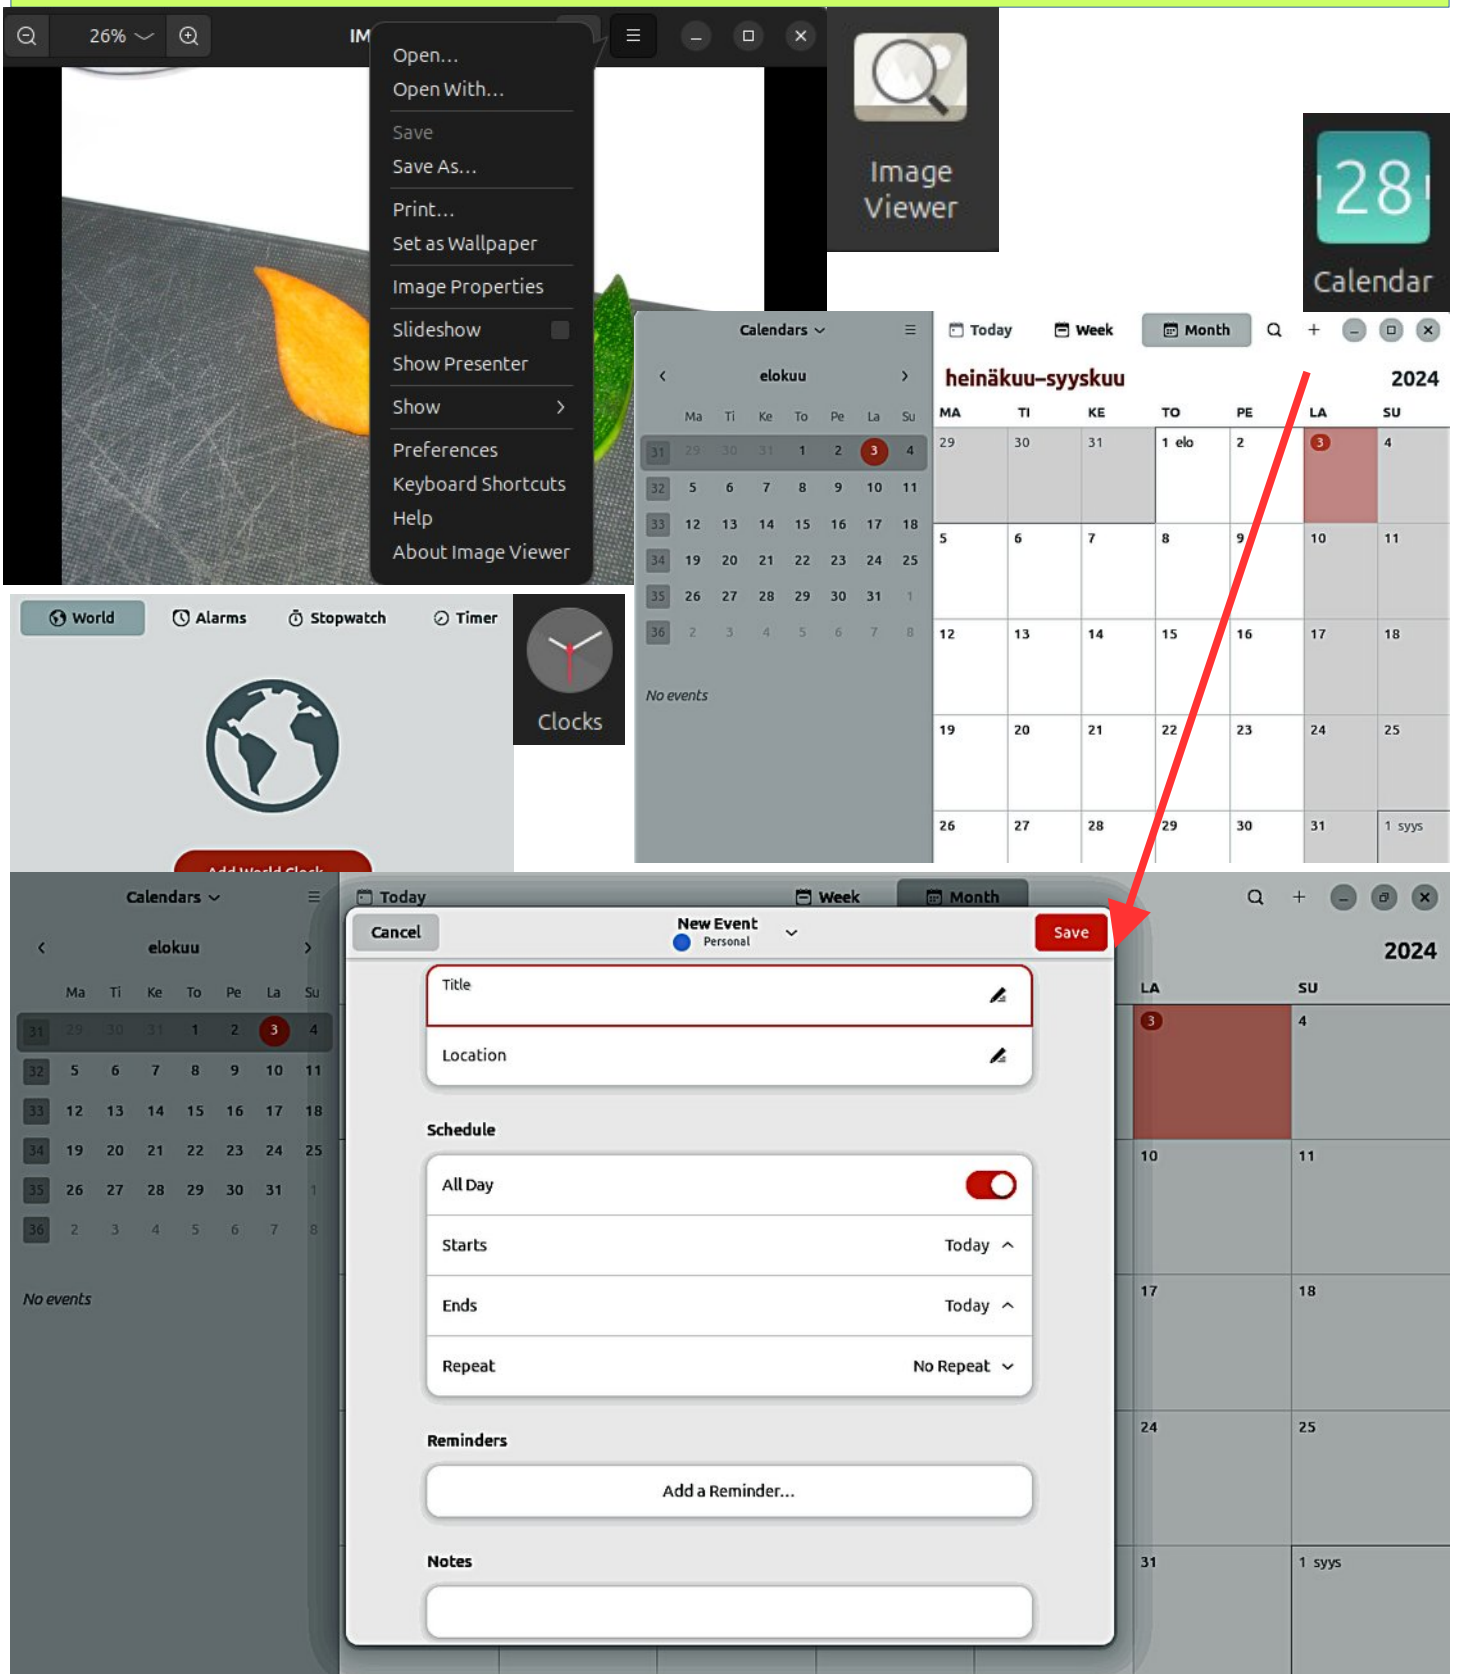 26%
IM
Open...
Open With...
Save
Save As...
Print...
Set as Wallpaper
Image Properties
Slideshow
Show Presenter
Show
Preferences
Keyboard Shortcuts
Help
About Image Viewer
Image
Viewer
28
Calendar
Calendars
Today Week Month
elokuu
heinäkuu–syyskuu 2024
Ma Ti Ke To Pe La Su
31 29 30 31 1 2 3 4
32 5 6 7 8 9 10 11
33 12 13 14 15 16 17 18
34 19 20 21 22 23 24 25
35 26 27 28 29 30 31 1
36 2 3 4 5 6 7 8
No events
MA TI KE TO PE LA SU
29 30 31 1 elo 2 3 4
5 6 7 8 9 10 11
12 13 14 15 16 17 18
19 20 21 22 23 24 25
26 27 28 29 30 31 1 syys
World Alarms Stopwatch Timer
Add World Clock
Clocks
Calendars
Today Week Month
elokuu
Ma Ti Ke To Pe La Su
31 29 30 31 1 2 3 4
32 5 6 7 8 9 10 11
33 12 13 14 15 16 17 18
34 19 20 21 22 23 24 25
35 26 27 28 29 30 31 1
36 2 3 4 5 6 7 8
No events
Cancel New Event Save
Personal
Title
Location
Schedule
All Day
Starts Today
Ends Today
Repeat No Repeat
Reminders
Add a Reminder...
Notes
2024
LA SU
3 4
10 11
17 18
24 25
31 1 syys